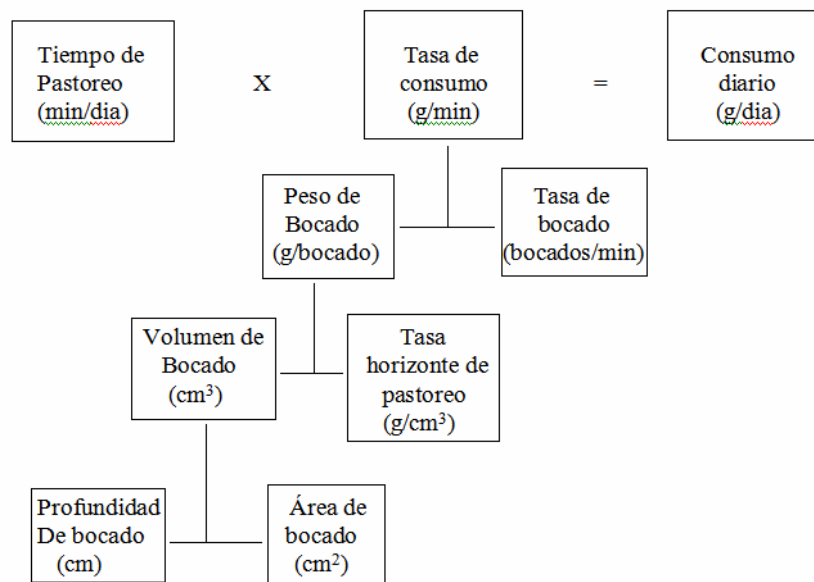 Tiempo de
Pastoreo
(min/dia)
X
Tasa de
consumo
(g/min)
=
Consumo
diario
(g/dia)
Peso de
Bocado
(g/bocado)
Tasa de
bocado
(bocados/min)
Volumen de
Bocado
(cm³)
Tasa
horizonte de
pastoreo
(g/cm³)
Profundidad
De bocado
(cm)
Área de
bocado
(cm²)